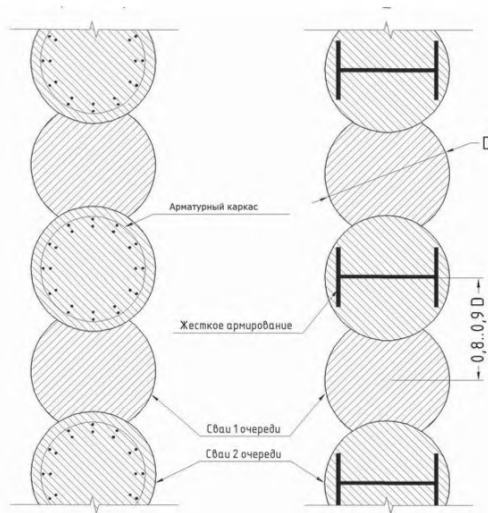 D
Арматурный каркас
Жесткое армирование
0,8..0,9 D
Сваи 1 очереди
Сваи 2 очереди